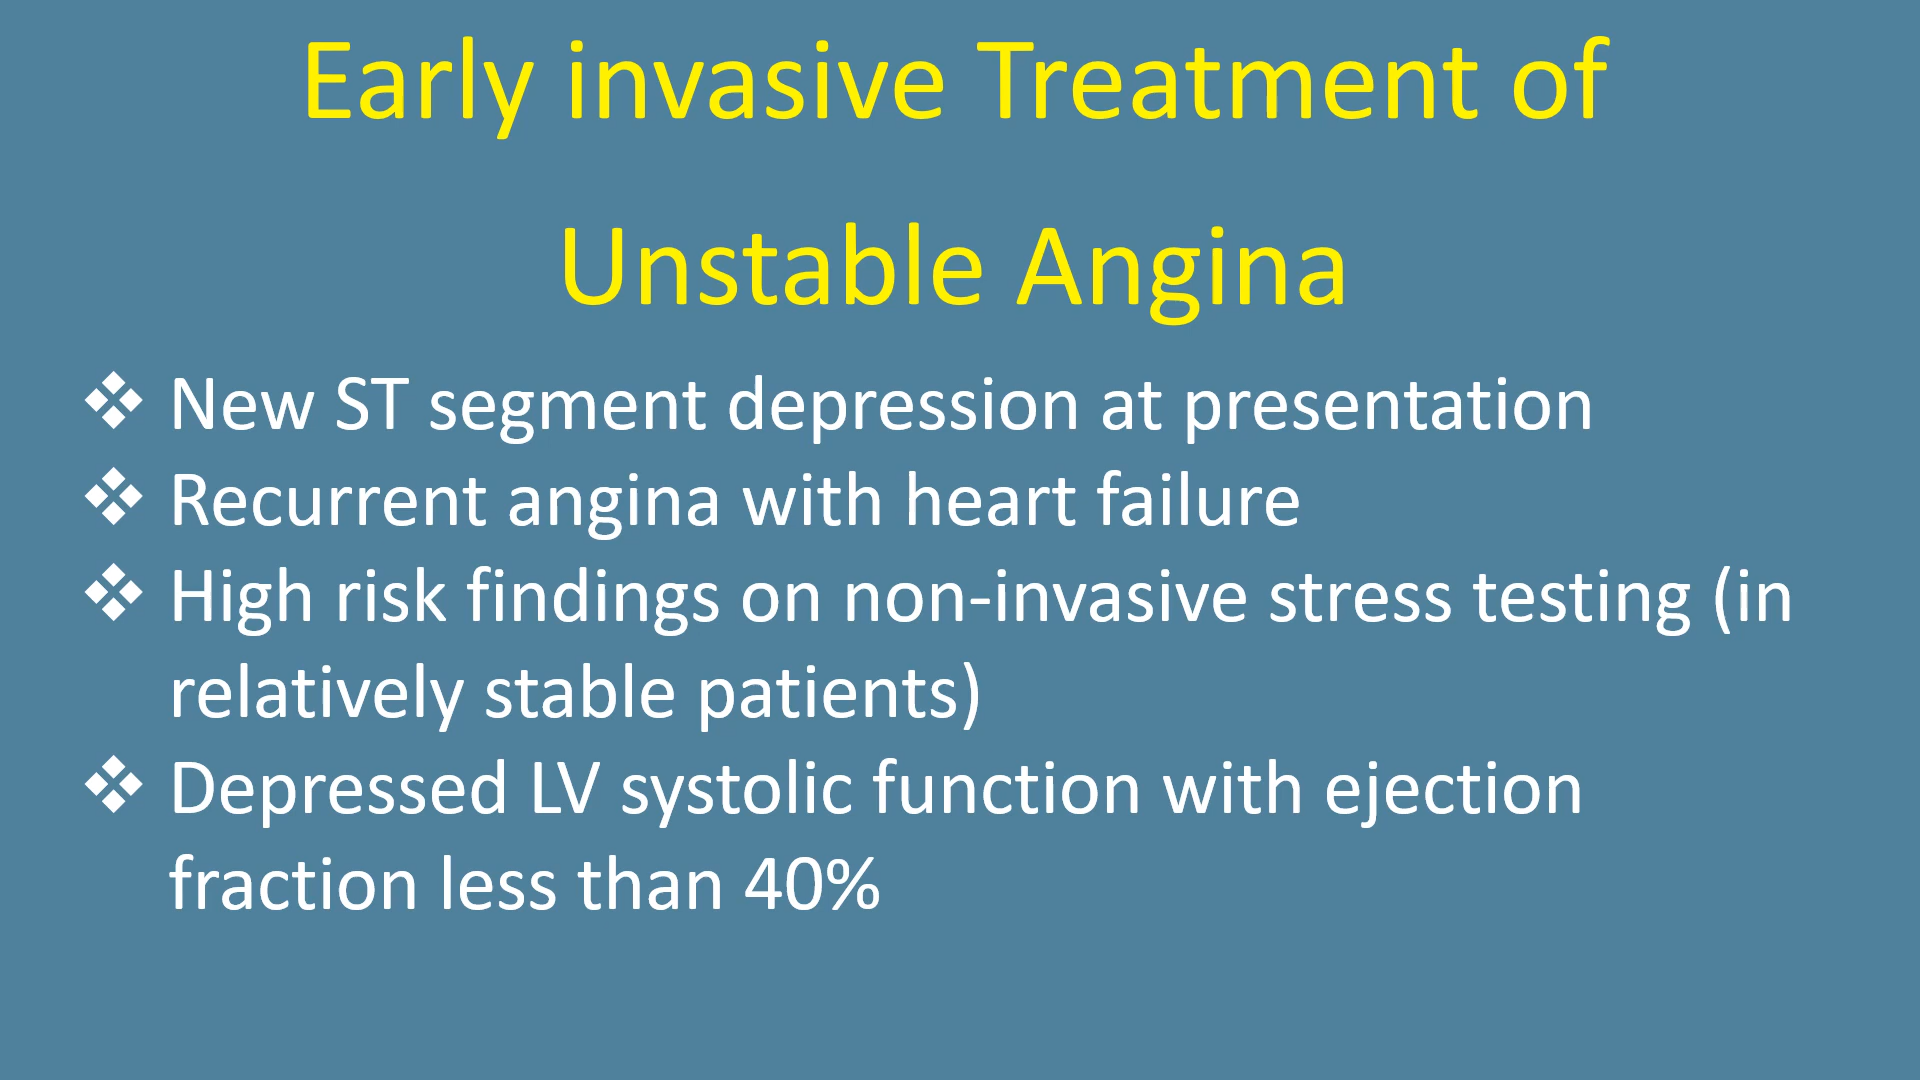 Early invasive Treatment of
Unstable Angina
❖ New ST segment depression at presentation
❖ Recurrent angina with heart failure
❖ High risk findings on non-invasive stress testing (in
relatively stable patients)
❖ Depressed LV systolic function with ejection
fraction less than 40%